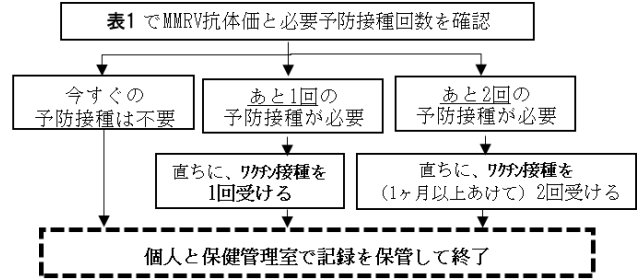 表1 でMMRV抗体価と必要予防接種回数を確認
今すぐの
予防接種は不要
あと1回の
予防接種が必要
あと2回の
予防接種が必要
直ちに、ワクチン接種を
1回受ける
直ちに、ワクチン接種を
(1ヶ月以上あけて) 2回受ける
個人と保健管理室で記録を保管して終了